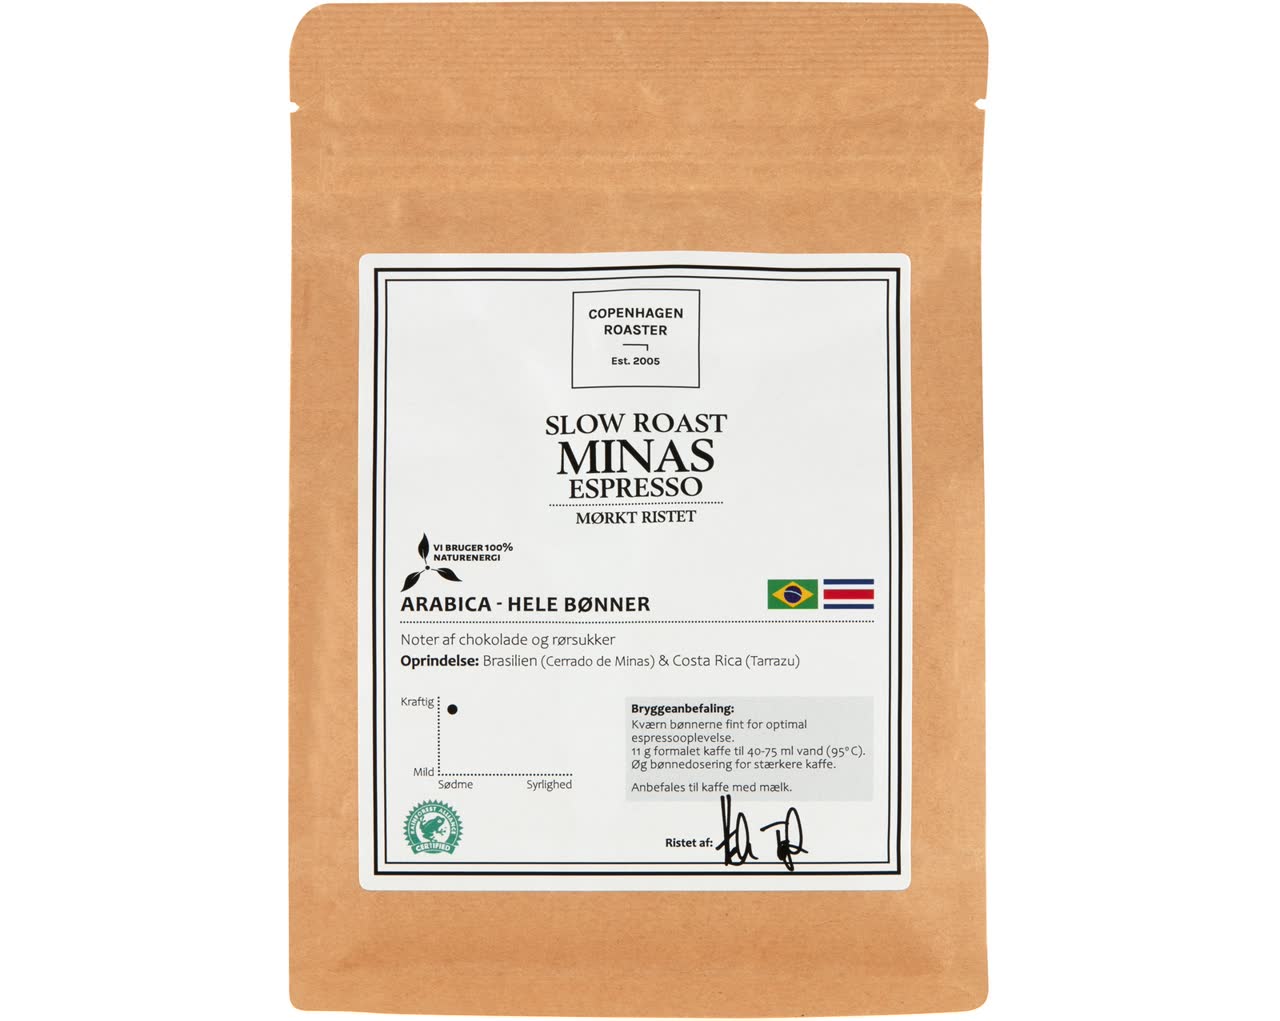 COPENHAGEN
ROASTER
Est. 2005
SLOW ROAST
MINAS
ESPRESSO
MØRKT RISTET
VI BRUGER 100%
NATURENERGI
ARABICA - HELE BØNNER
Noter af chokolade og rørsukker
Oprindelse: Brasilien (Cerrado de Minas) & Costa Rica (Tarrazu)
Kraftig
Mild
Sødme Syrlighed
Bryggeanbefaling:
Kværn bønnerne fint for optimal
espressooplevelse.
11 g formalet kaffe til 40-75 ml vand (95° C).
Øg bønnedosering for stærkere kaffe.
Anbefales til kaffe med mælk.
RAINFOREST ALLIANCE
CERTIFIED
Ristet af: